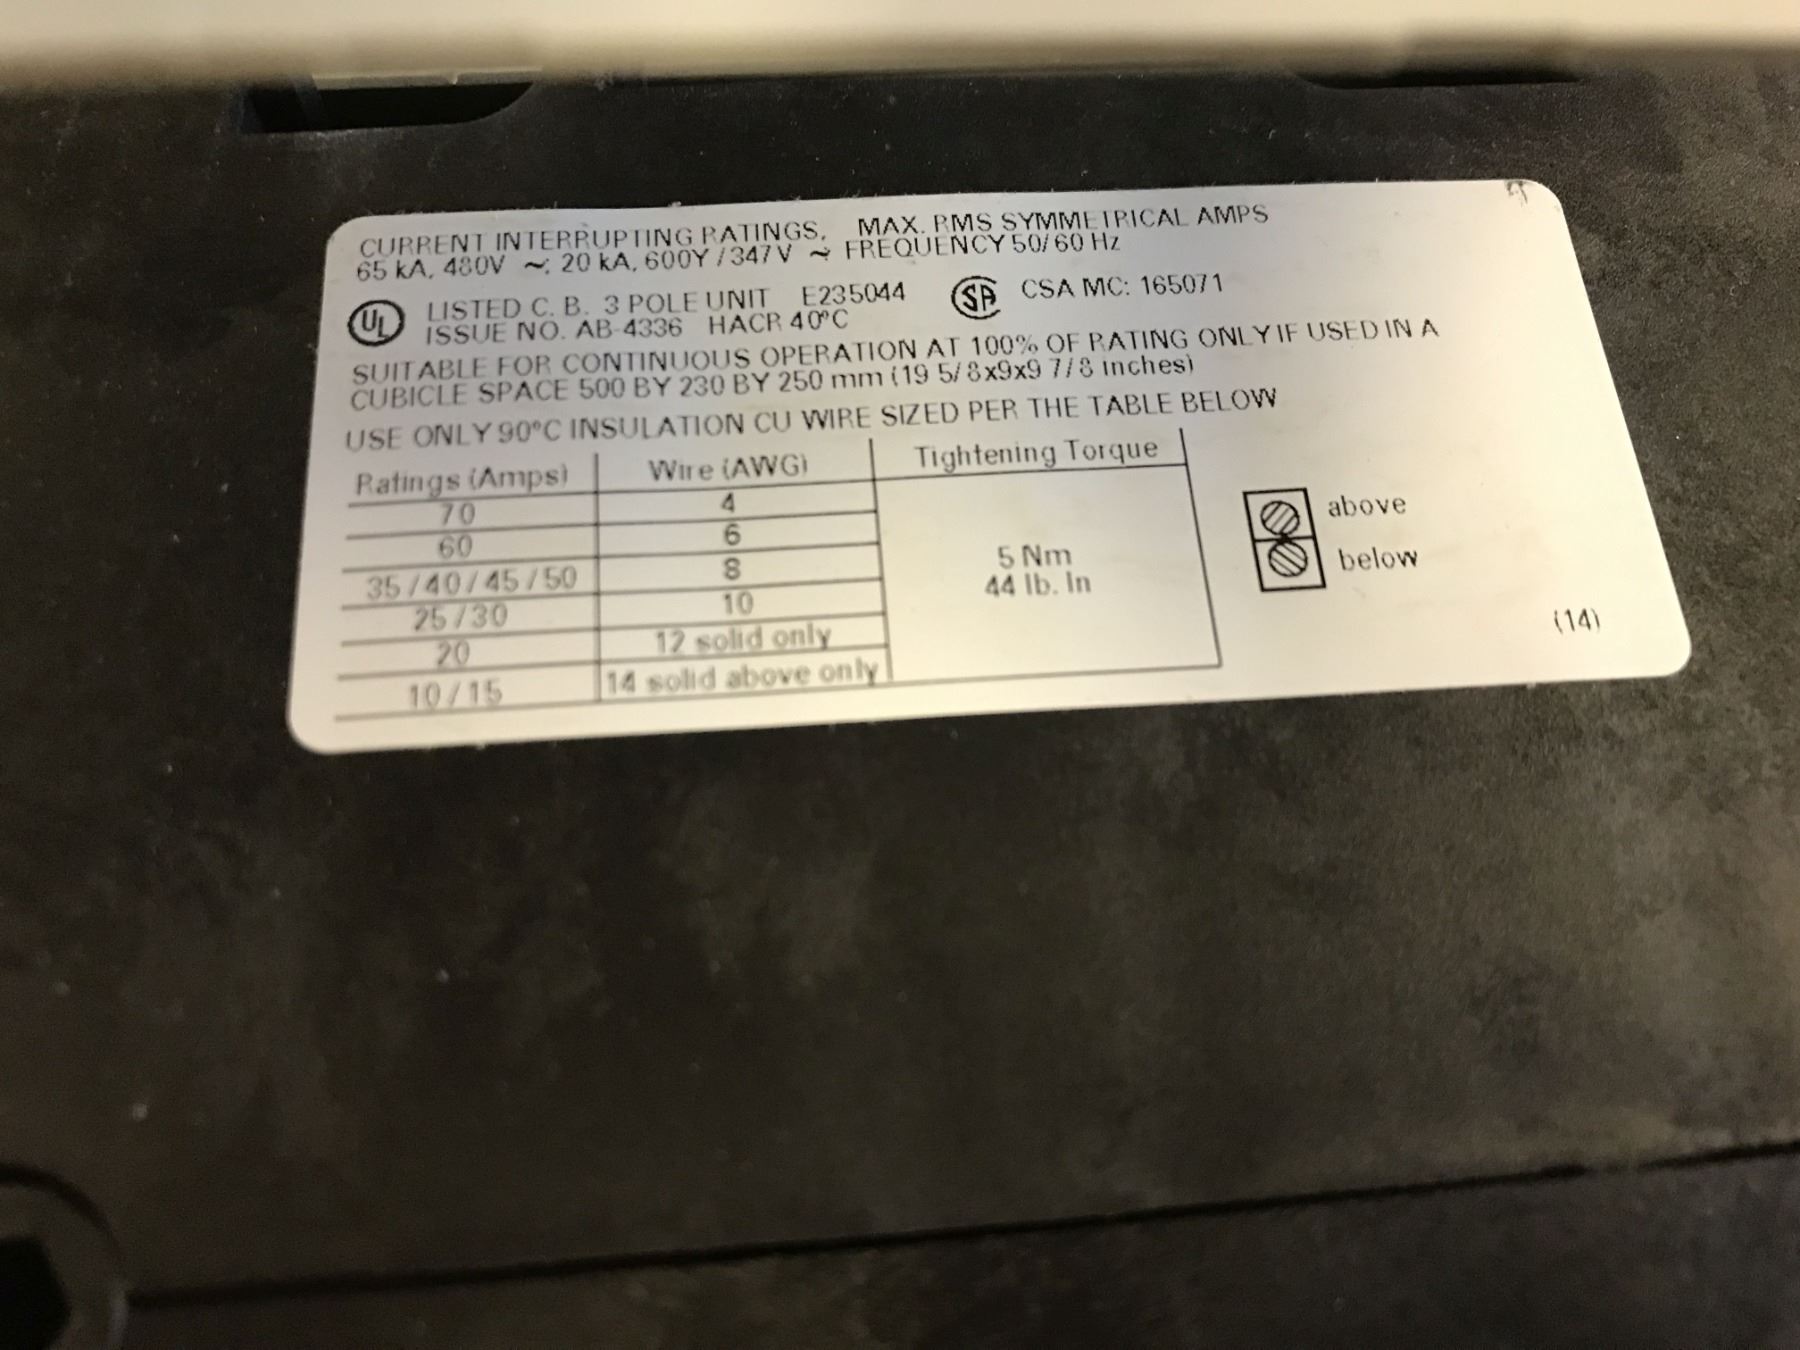 CURRENT INTERRUPTING RATINGS, MAX. RMS SYMMETRICAL AMPS
65 kA, 480V ~; 20 kA, 600Y/347V ~ FREQUENCY 50/60 Hz
UL LISTED C. B. 3 POLE UNIT E235044 SA CSA MC: 165071
ISSUE NO. AB-4336 HACR 40°C
SUITABLE FOR CONTINUOUS OPERATION AT 100% OF RATING ONLY IF USED IN A
CUBICLE SPACE 500 BY 230 BY 250 mm (19 5/8x9x9 7/8 inches)
USE ONLY 90°C INSULATION CU WIRE SIZED PER THE TABLE BELOW
Ratings (Amps) Wire (AWG) Tightening Torque
70 4
60 6
35/40/45/50 8
25/30 10
20 12 solid only
10/15 14 solid above only
5 Nm
44 lb. In
above
below
(14)